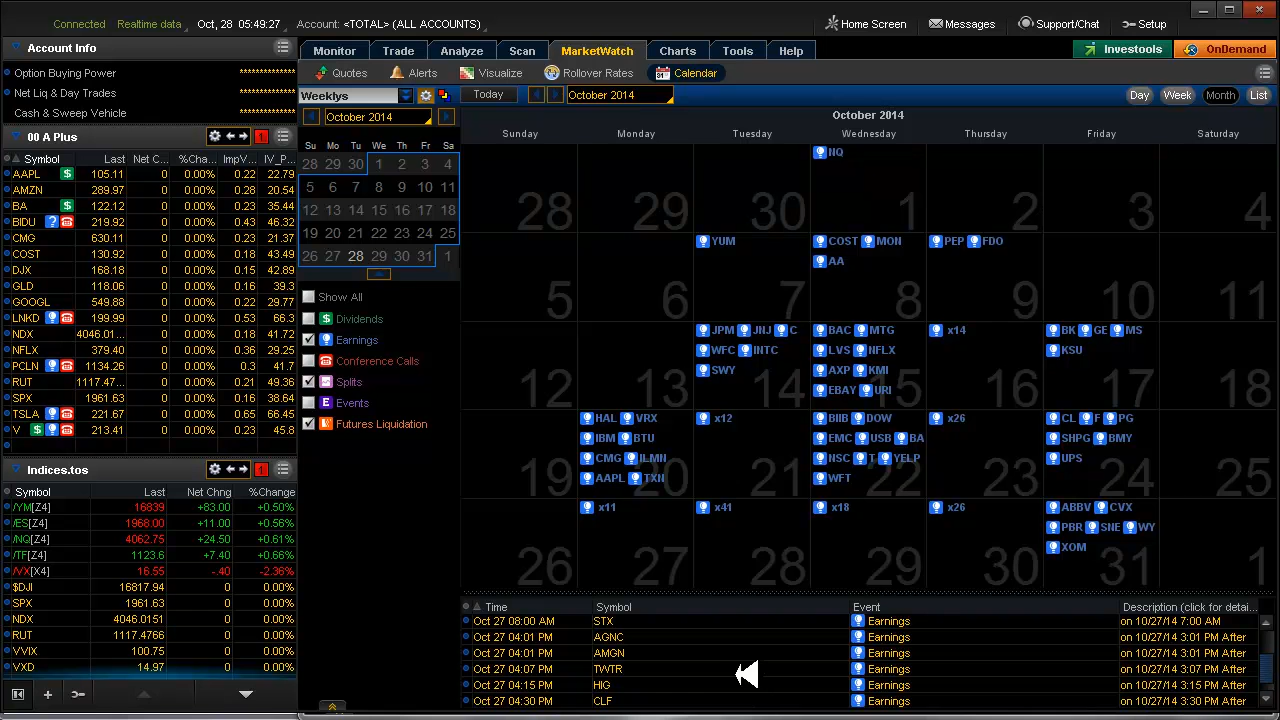 Connected Realtime data Oct, 28 05:49:27 Account: <TOTAL> (ALL ACCOUNTS) Home Screen Messages Support/Chat Setup
Account Info
Option Buying Power ************
Net Liq & Day Trades ************
Cash & Sweep Vehicle ************
00 A Plus 1
Symbol Last Net C... %Cha... ImpV... IV_P...
AAPL $ 105.11 0 0.00% 0.22 22.79
AMZN 289.97 0 0.00% 0.28 20.54
BA $ 122.12 0 0.00% 0.23 35.44
BIDU ? 219.92 0 0.00% 0.43 46.32
CMG 630.11 0 0.00% 0.23 21.37
COST 130.92 0 0.00% 0.18 43.49
DJX 168.18 0 0.00% 0.15 42.89
GLD 118.06 0 0.00% 0.16 39.3
GOOGL 549.88 0 0.00% 0.22 29.77
LNKD 199.99 0 0.00% 0.53 66.3
NDX 4046.01... 0 0.00% 0.18 41.72
NFLX 379.40 0 0.00% 0.36 29.25
PCLN 1134.26 0 0.00% 0.3 41.7
RUT 1117.47... 0 0.00% 0.21 49.36
SPX 1961.63 0 0.00% 0.16 38.64
TSLA 221.67 0 0.00% 0.65 66.45
V $ 213.41 0 0.00% 0.23 45.8
Indices.tos 1
Symbol Last Net Chng %Change
/YM[Z4] 16839 +83.00 +0.50%
/ES[Z4] 1968.00 +11.00 +0.56%
/NQ[Z4] 4062.75 +24.50 +0.61%
/TF[Z4] 1123.6 +7.40 +0.66%
/VX[X4] 16.55 -.40 -2.36%
$DJI 16817.94 0 0.00%
SPX 1961.63 0 0.00%
NDX 4046.0151 0 0.00%
RUT 1117.4766 0 0.00%
VVIX 100.75 0 0.00%
VXD 14.97 0 0.00%
Monitor Trade Analyze Scan MarketWatch Charts Tools Help Investools OnDemand
Quotes Alerts Visualize Rollover Rates Calendar
Weeklys Today October 2014 Day Week Month List
October 2014
Su Mo Tu We Th Fr Sa
28 29 30 1 2 3 4
5 6 7 8 9 10 11
12 13 14 15 16 17 18
19 20 21 22 23 24 25
26 27 28 29 30 31 1
Show All
$ Dividends
Earnings
Conference Calls
Splits
E Events
Futures Liquidation
October 2014
Sunday Monday Tuesday Wednesday Thursday Friday Saturday
NQ
28 29 30 1 2 3 4
YUM COST MON PEP FDO
AA
5 6 7 8 9 10 11
JPM JNJ C BAC MTG x14 BK GE MS
WFC INTC LVS NFLX KSU
SWY AXP KMI
EBAY URI
12 13 14 15 16 17 18
HAL VRX x12 BIIB DOW x26 CL F PG
IBM BTU EMC USB BA SHPG BMY
CMG ILMN NSC T YELP UPS
AAPL TXN WFT
19 20 21 22 23 24 25
x11 x41 x18 x26 ABBV CVX
PBR SNE WY
XOM
26 27 28 29 30 31 1
Time Symbol Event Description (click for detai...
Oct 27 08:00 AM STX Earnings on 10/27/14 7:00 AM
Oct 27 04:01 PM AGNC Earnings on 10/27/14 3:01 PM After
Oct 27 04:01 PM AMGN Earnings on 10/27/14 3:01 PM After
Oct 27 04:07 PM TWTR Earnings on 10/27/14 3:07 PM After
Oct 27 04:15 PM HIG Earnings on 10/27/14 3:15 PM After
Oct 27 04:30 PM CLF Earnings on 10/27/14 3:30 PM After